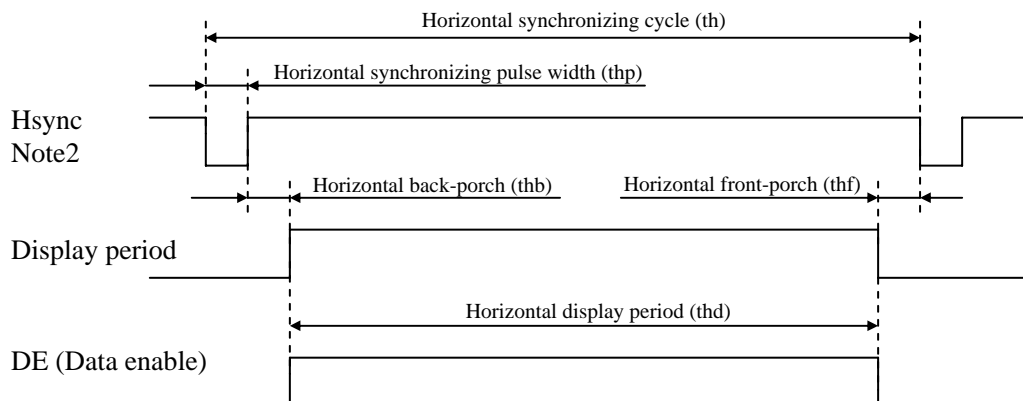 Horizontal synchronizing cycle (th)
Horizontal synchronizing pulse width (thp)
Hsync
Note2
Horizontal back-porch (thb)
Horizontal front-porch (thf)
Display period
Horizontal display period (thd)
DE (Data enable)